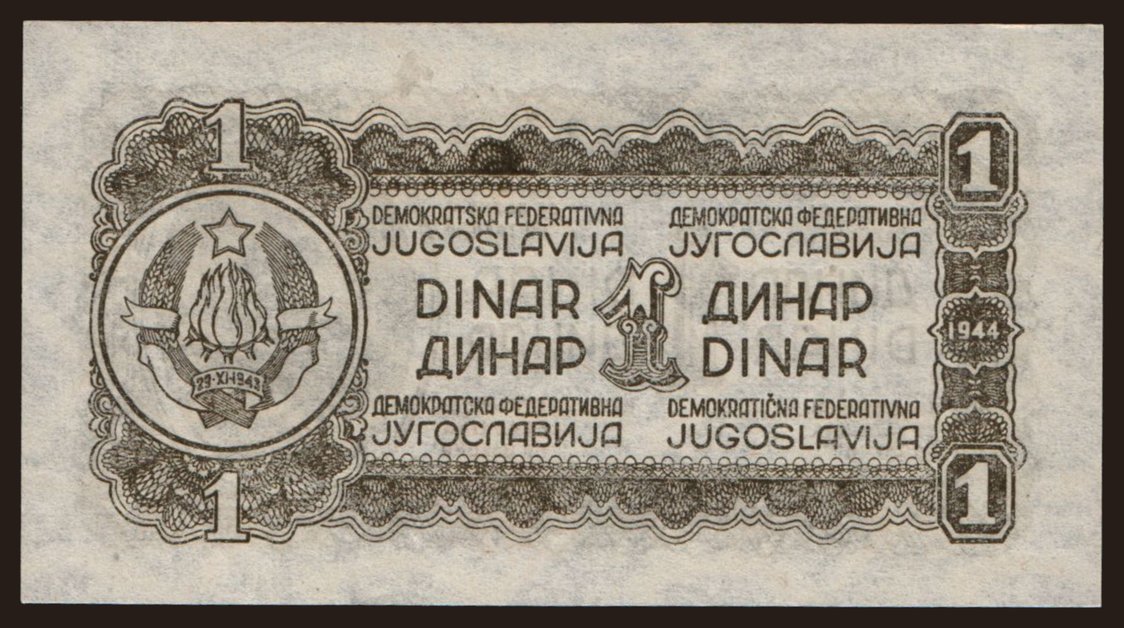 1
1
DEMOKRATSKA FEDERATIVNA
JUGOSLAVIJA
ДЕМОКРАТСКА ФЕДЕРАТИВНА
ЈУГОСЛАВИЈА
DINAR
ДИНАР
1
ДИНАР
DINAR
1944
29·XI·1943
ДЕМОКРАТСКА ФЕДЕРАТИВНА
ЈУГОСЛАВИЈА
DEMOKRATIČNA FEDERATIVNA
JUGOSLAVIJA
1
1